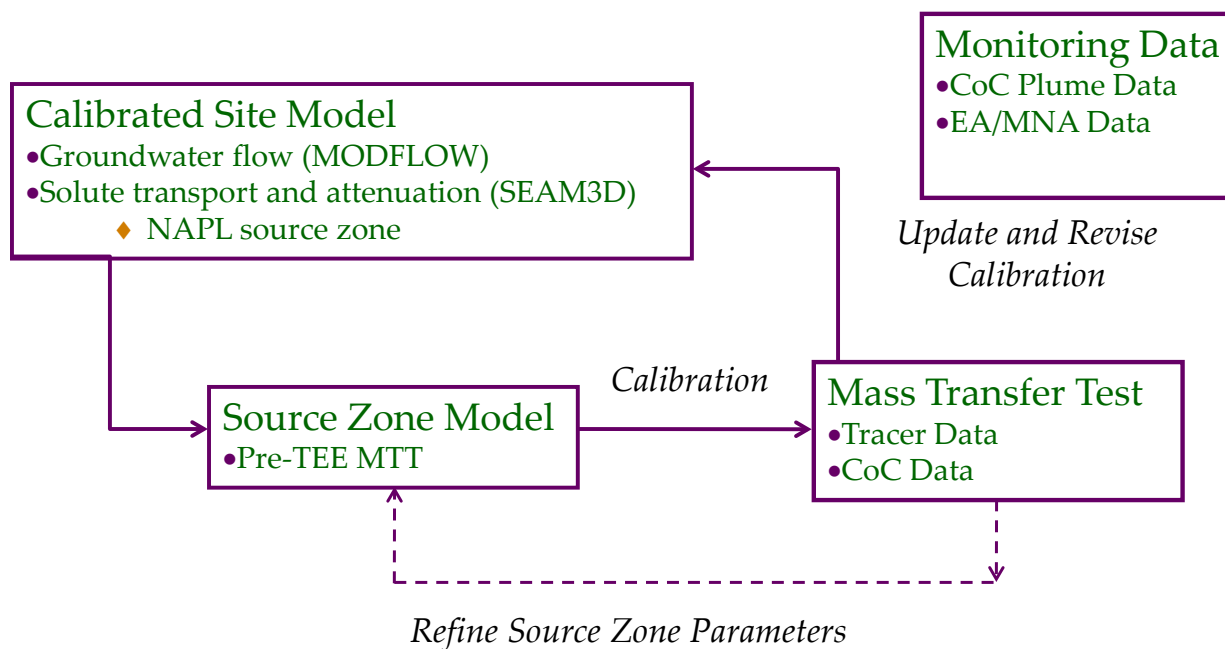 Monitoring Data
•CoC Plume Data
•EA/MNA Data
Calibrated Site Model
•Groundwater flow (MODFLOW)
•Solute transport and attenuation (SEAM3D)
♦ NAPL source zone
Update and Revise
Calibration
Calibration
Source Zone Model
•Pre-TEE MTT
Mass Transfer Test
•Tracer Data
•CoC Data
Refine Source Zone Parameters